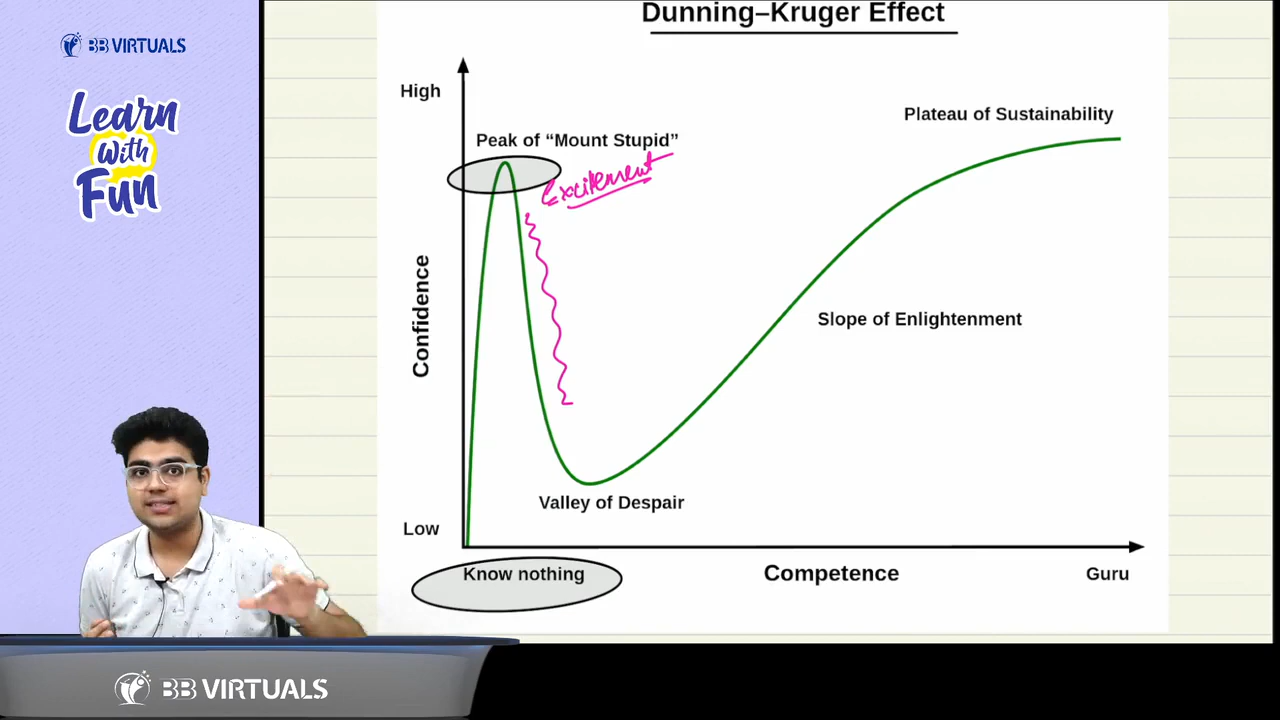 BB VIRTUALS
Learn
With
Fun
Dunning–Kruger Effect
High
Peak of “Mount Stupid”
Excitement
Plateau of Sustainability
Confidence
Slope of Enlightenment
Valley of Despair
Low
Know nothing
Competence
Guru
BB VIRTUALS